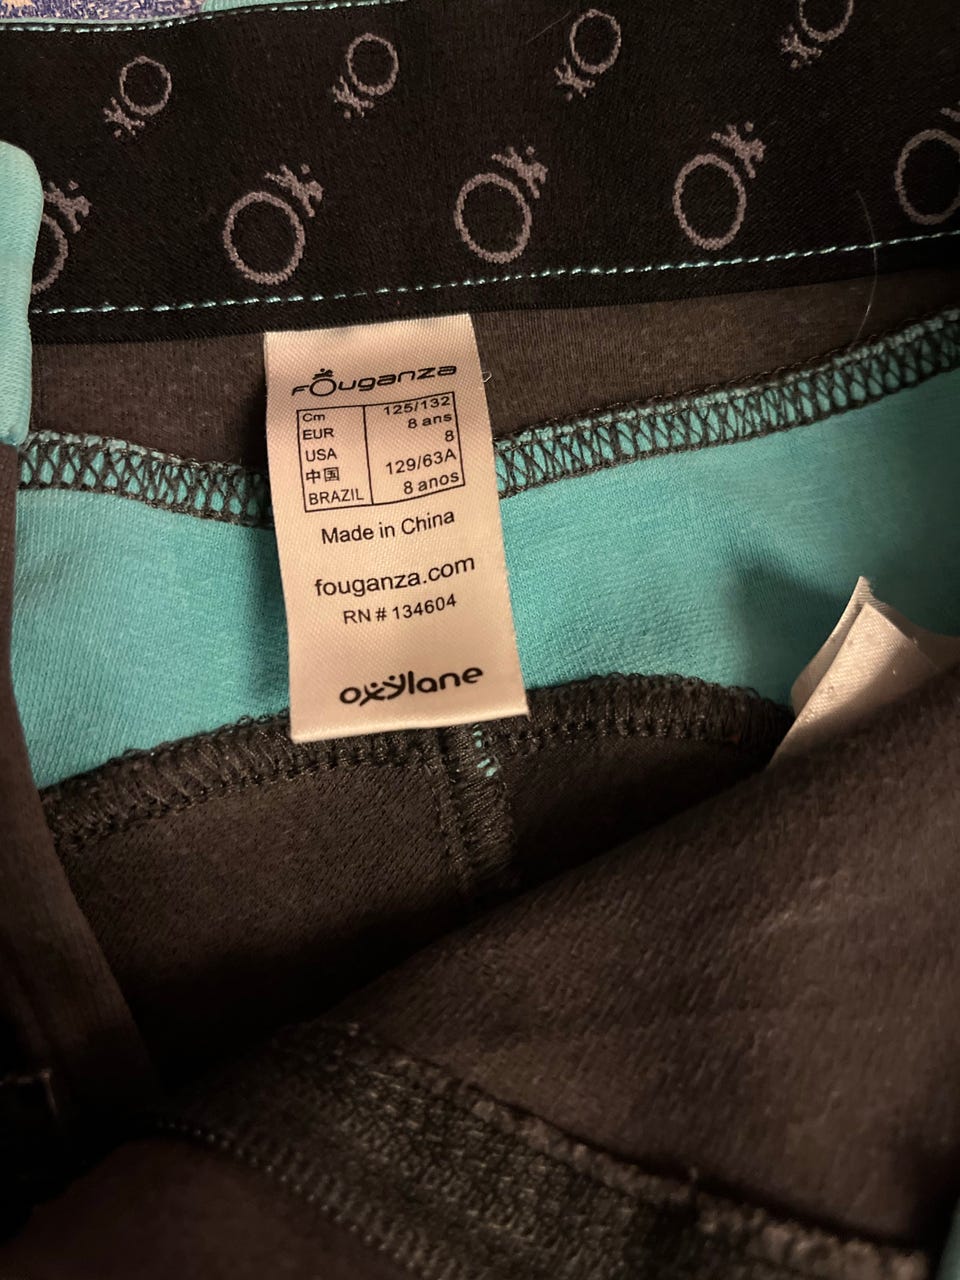 fouganza
Cm 125/132
EUR 8 ans
USA 8
中国 129/63A
BRAZIL 8 anos
Made in China
fouganza.com
RN # 134604
oxylane